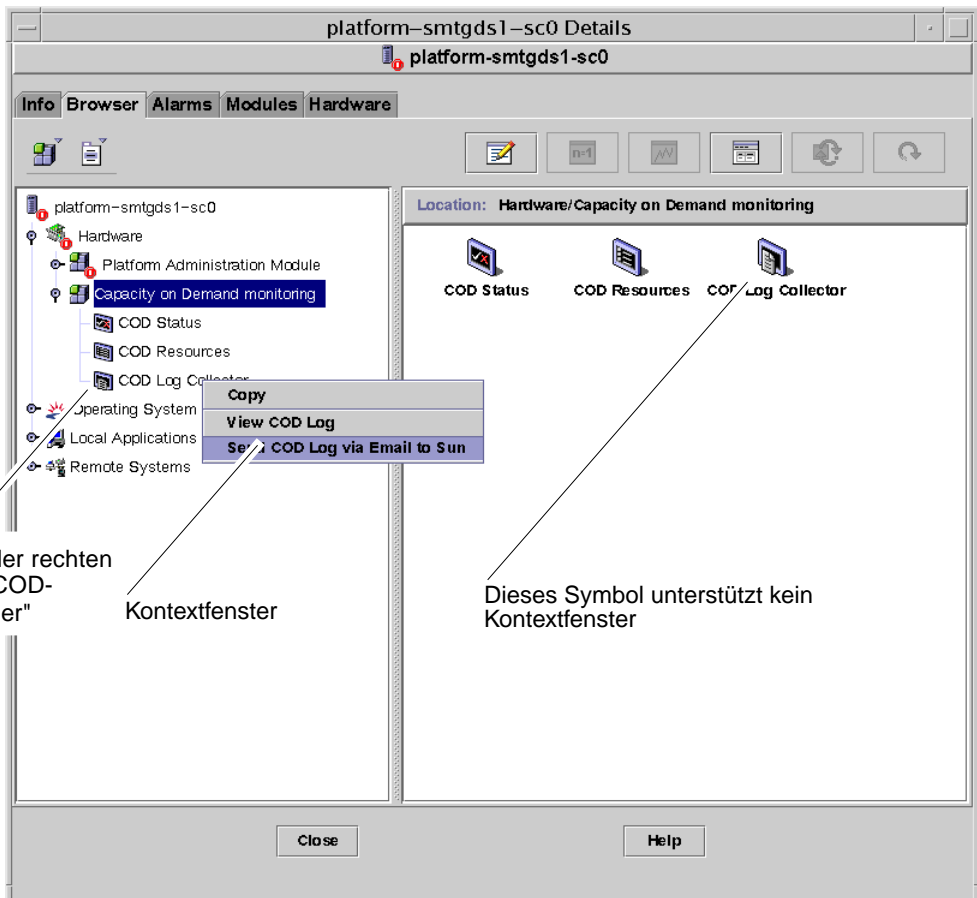 platform–smtgds1–sc0 Details
platform-smtgds1-sc0
Info Browser Alarms Modules Hardware
n=1
platform–smtgds1–sc0
Hardware
Platform Administration Module
Capacity on Demand monitoring
COD Status
COD Resources
COD Log Collector
Operating System
Local Applications
Remote Systems
Copy
View COD Log
Send COD Log via Email to Sun
Location: Hardware/Capacity on Demand monitoring
COD Status
COD Resources
COD Log Collector
der rechten
COD-
er"
Kontextfenster
Dieses Symbol unterstützt kein
Kontextfenster
Close
Help